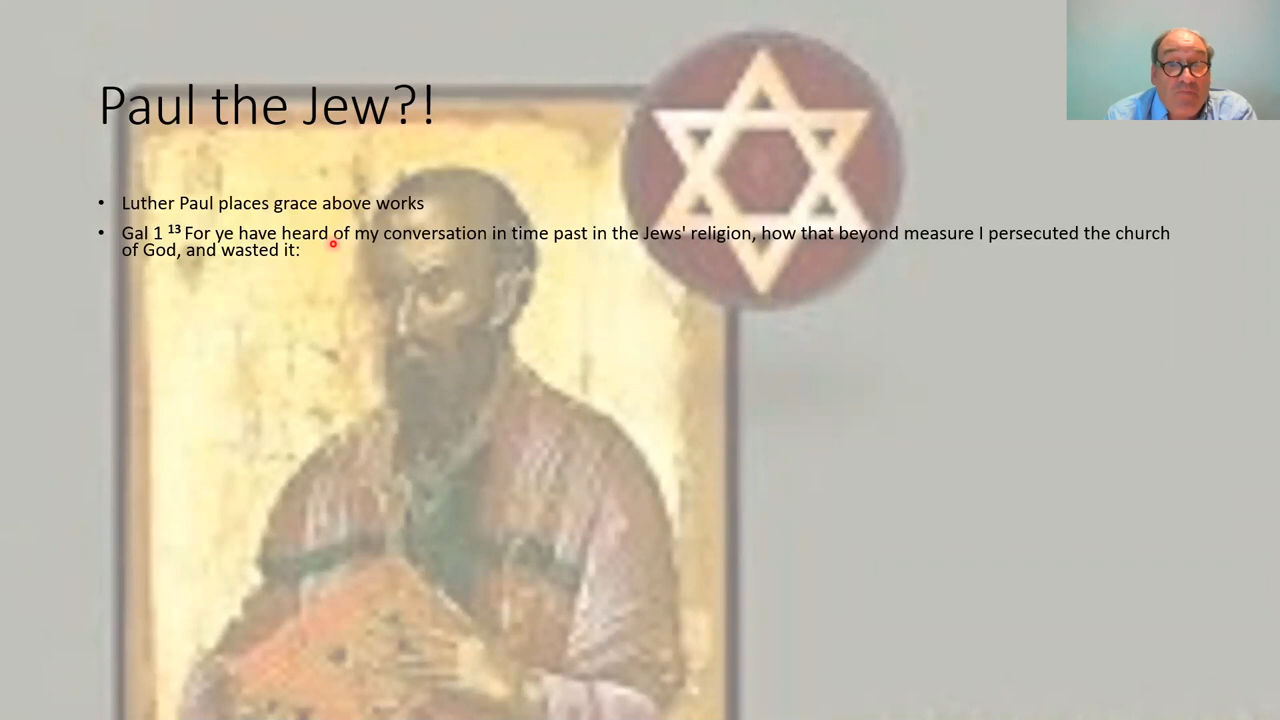 Paul the Jew?!
• Luther Paul places grace above works
• Gal 1 13 For ye have heard of my conversation in time past in the Jews' religion, how that beyond measure I persecuted the church
of God, and wasted it: